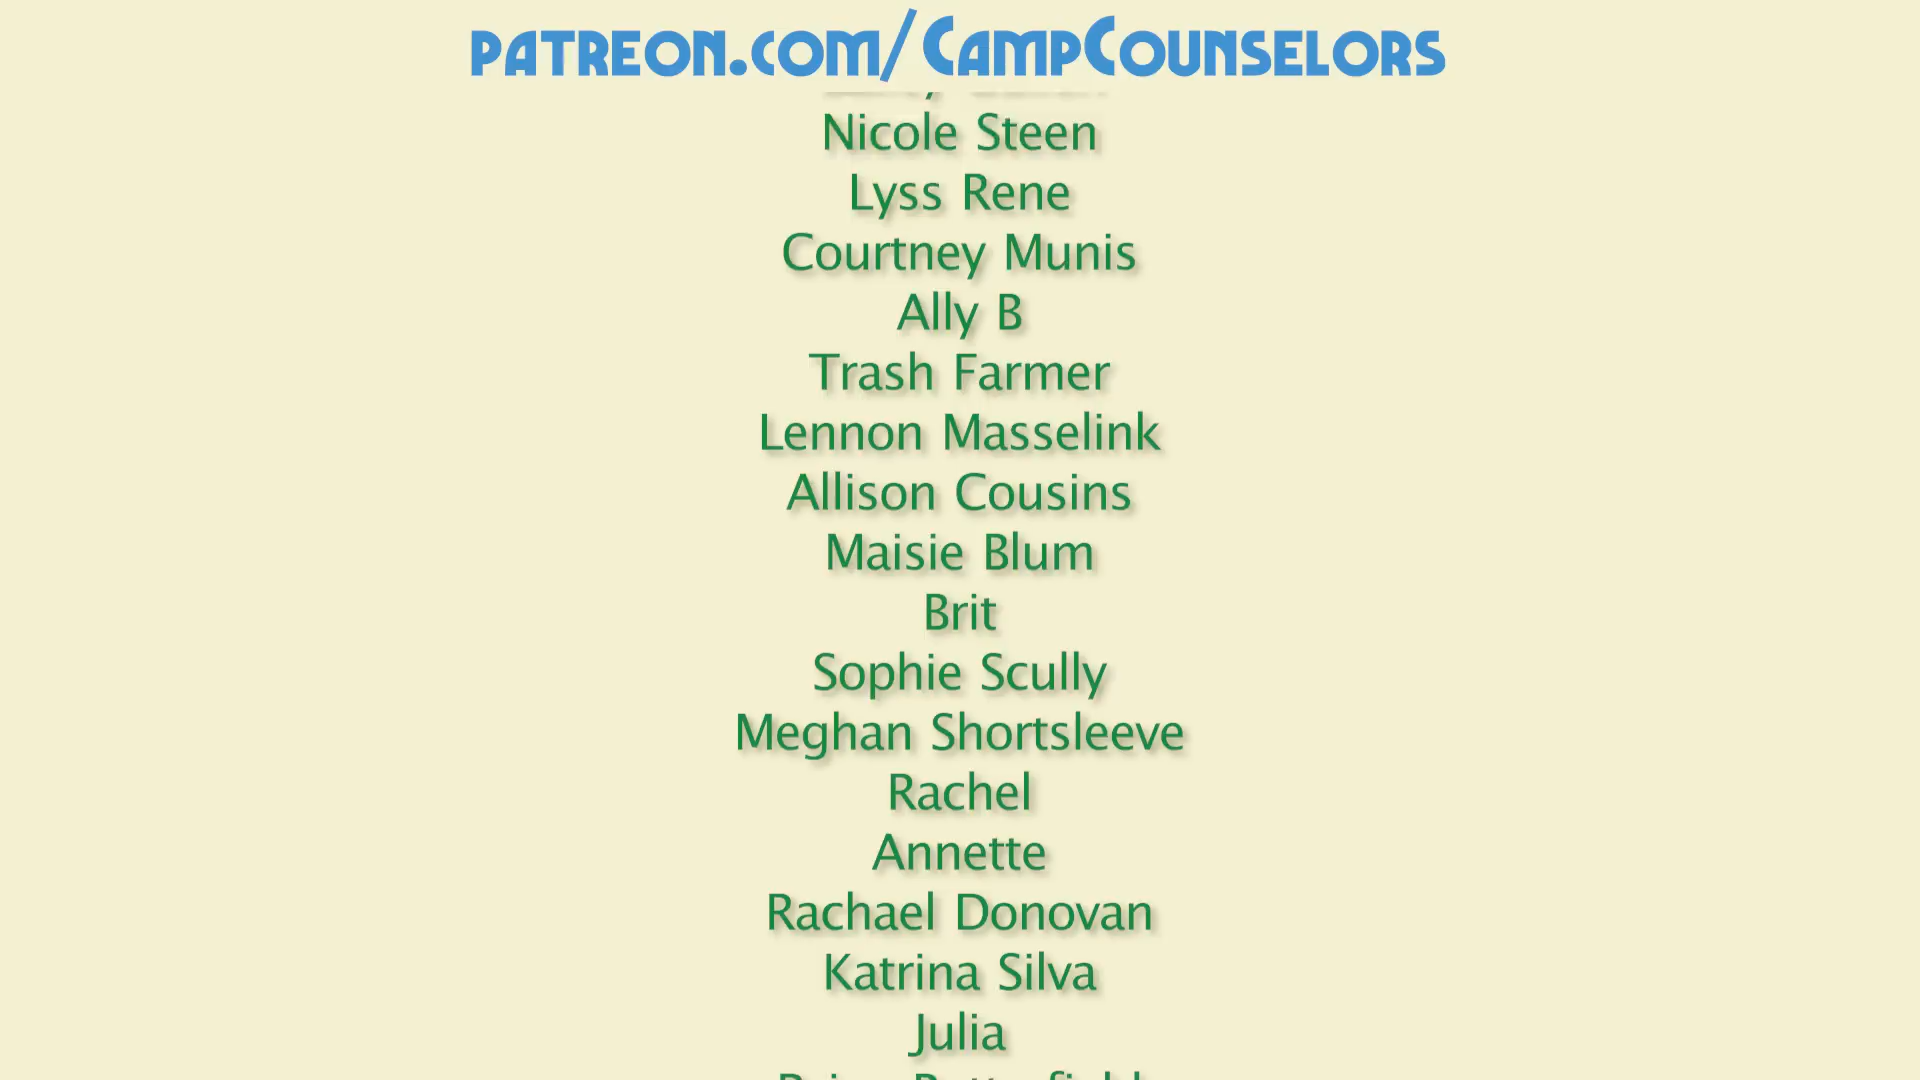 patreon.com/CampCounselors
Nicole Steen
Lyss Rene
Courtney Munis
Ally B
Trash Farmer
Lennon Masselink
Allison Cousins
Maisie Blum
Brit
Sophie Scully
Meghan Shortsleeve
Rachel
Annette
Rachael Donovan
Katrina Silva
Julia